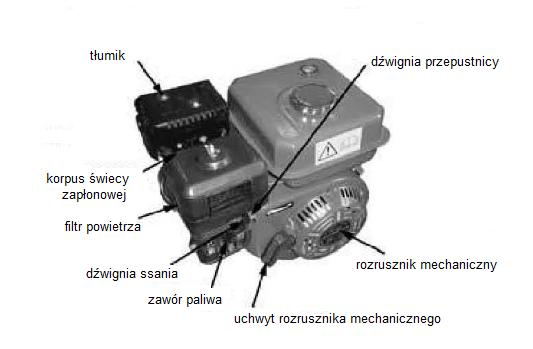 tłumik
dźwignia przepustnicy
korpus świecy
zapłonowej
filtr powietrza
dźwignia ssania
zawór paliwa
uchwyt rozrusznika mechanicznego
rozrusznik mechaniczny